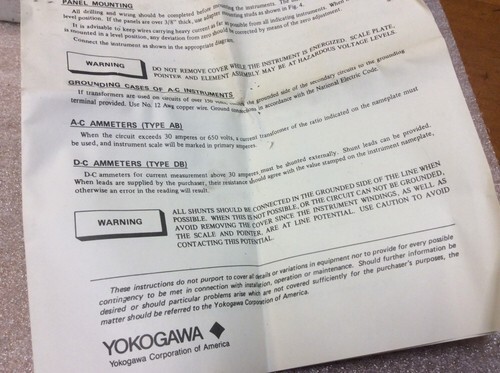 PANEL MOUNTING
All drilling and wiring should be completed before mounting the instruments. The
level position. If the panels are over 3/8" thick, use adapter mounting studs as shown in Fig. 4.
It is advisable to keep wires carrying heavy current as far as possible from all indicating instruments. When
is mounted in a level position, any deviation from zero should be corrected by means of the zero adjustment.
Connect the instrument as shown in the appropriate diagram.
WARNING
DO NOT REMOVE COVER WHILE THE INSTRUMENT IS ENERGIZED. SCALE PLATE,
POINTER AND ELEMENT ASSEMBLY MAY BE AT HAZARDOUS VOLTAGE LEVELS.
GROUNDING CASES OF A-C INSTRUMENTS
If transformers are used on circuits of over the grounded side of the secondary circuits to the grounding
terminal provided. Use No. 12 Awg copper wire. Ground connections in accordance with the National Electric Code.
A-C AMMETERS (TYPE AB)
When the circuit exceeds 30 amperes or 650 volts, a current transformer of the ratio indicated on the nameplate must
be used, and instrument scale will be marked in primary amperes.
D-C AMMETERS (TYPE DB)
D-C ammeters for current measurement above 30 amperes must be shunted externally. Shunt leads can be provided.
When leads are supplied by the purchaser, their resistance should agree with the value stamped on the instrument nameplate,
otherwise an error in the reading will result.
WARNING
ALL SHUNTS SHOULD BE CONNECTED IN THE GROUNDED SIDE OF THE LINE WHEN
POSSIBLE. WHEN THIS IS NOT POSSIBLE, OR THE CIRCUIT CAN NOT BE GROUNDED,
AVOID REMOVING THE COVER SINCE THE INSTRUMENT WINDINGS, AS WELL AS
THE SCALE AND POINTER, ARE AT LINE POTENTIAL. USE CAUTION TO AVOID
CONTACTING THIS POTENTIAL.
These instructions do not purport to cover all details or variations in equipment nor to provide for every possible
contingency to be met in connection with installation, operation or maintenance. Should further information be
desired or should particular problems arise which are not covered sufficiently for the purchaser's purposes, the
matter should be referred to the Yokogawa Corporation of America.
YOKOGAWA
Yokogawa Corporation of America